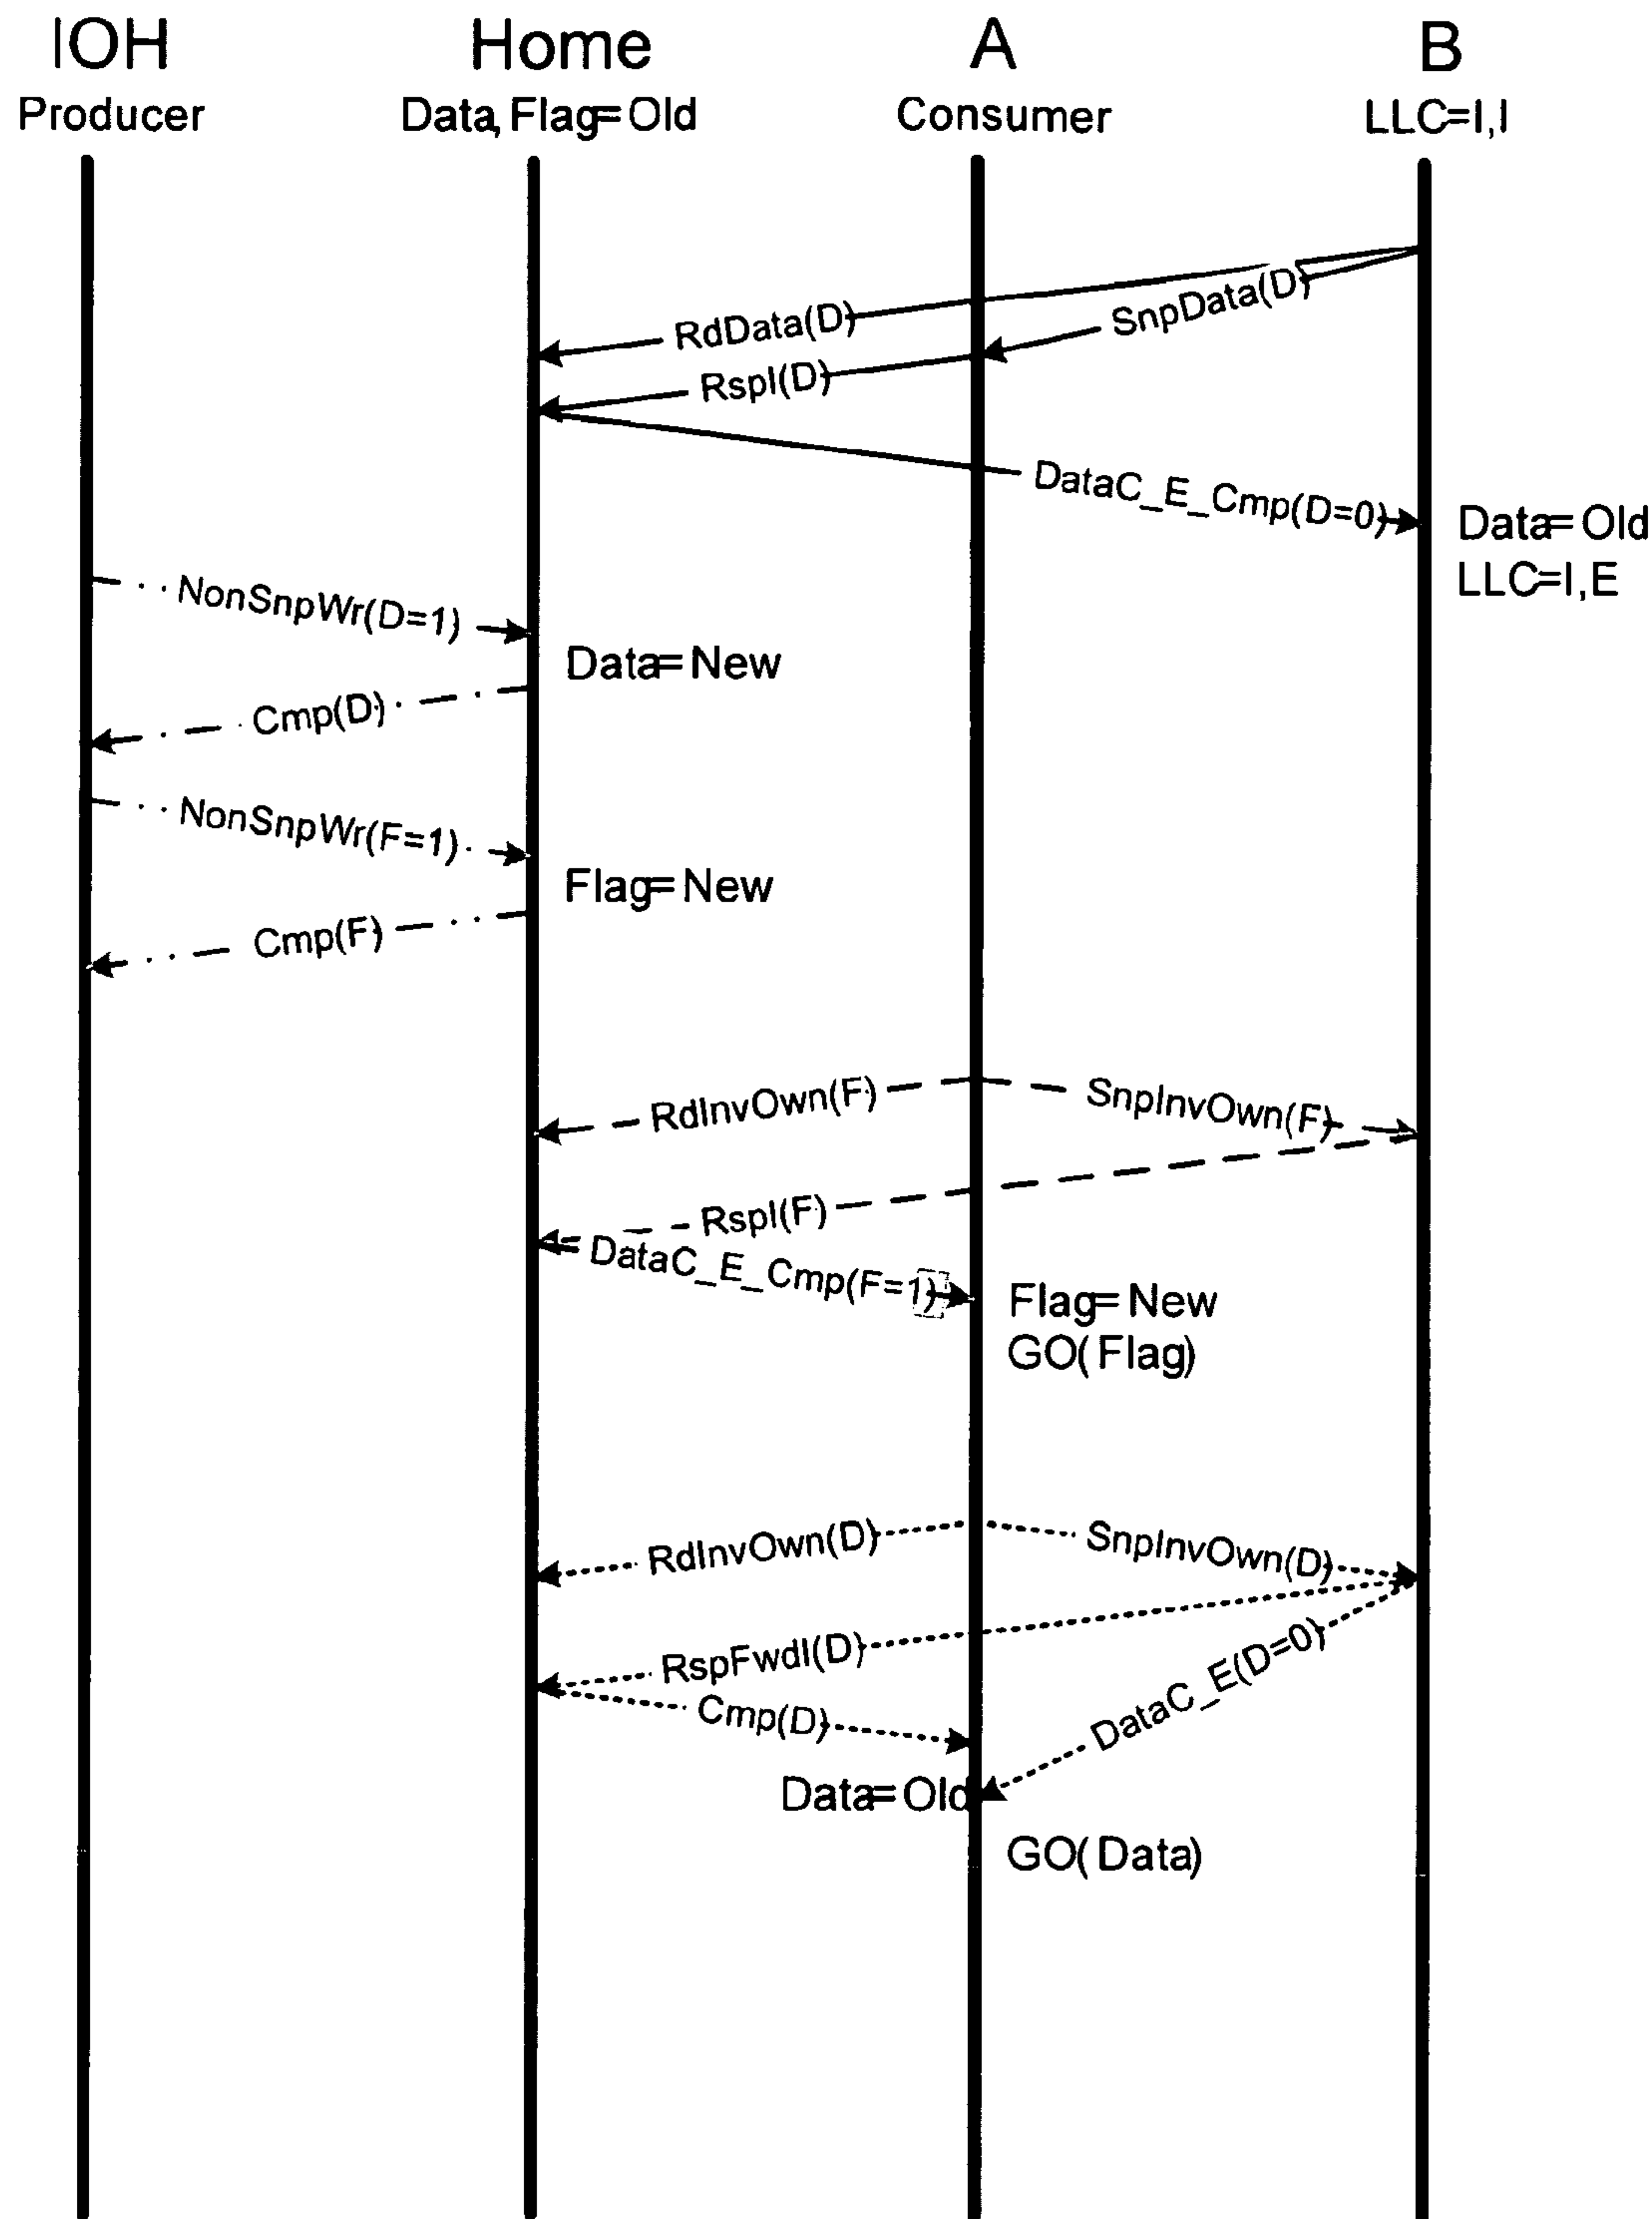 IOH
Producer
Home
Data, Flag=Old
A
Consumer
B
LLC=I,I
RdData(D)
SnpData(D)
RspI(D)
DataC_E_Cmp(D=0)
Data=Old
LLC=I,E
NonSnpWr(D=1)
Data=New
Cmp(D)
NonSnpWr(F=1)
Flag=New
Cmp(F)
RdInvOwn(F)
SnpInvOwn(F)
RspI(F)
DataC_E_Cmp(F=1)
Flag=New
GO(Flag)
RdInvOwn(D)
SnpInvOwn(D)
RspFwdI(D)
DataC_E(D=0)
Cmp(D)
Data=Old
GO(Data)